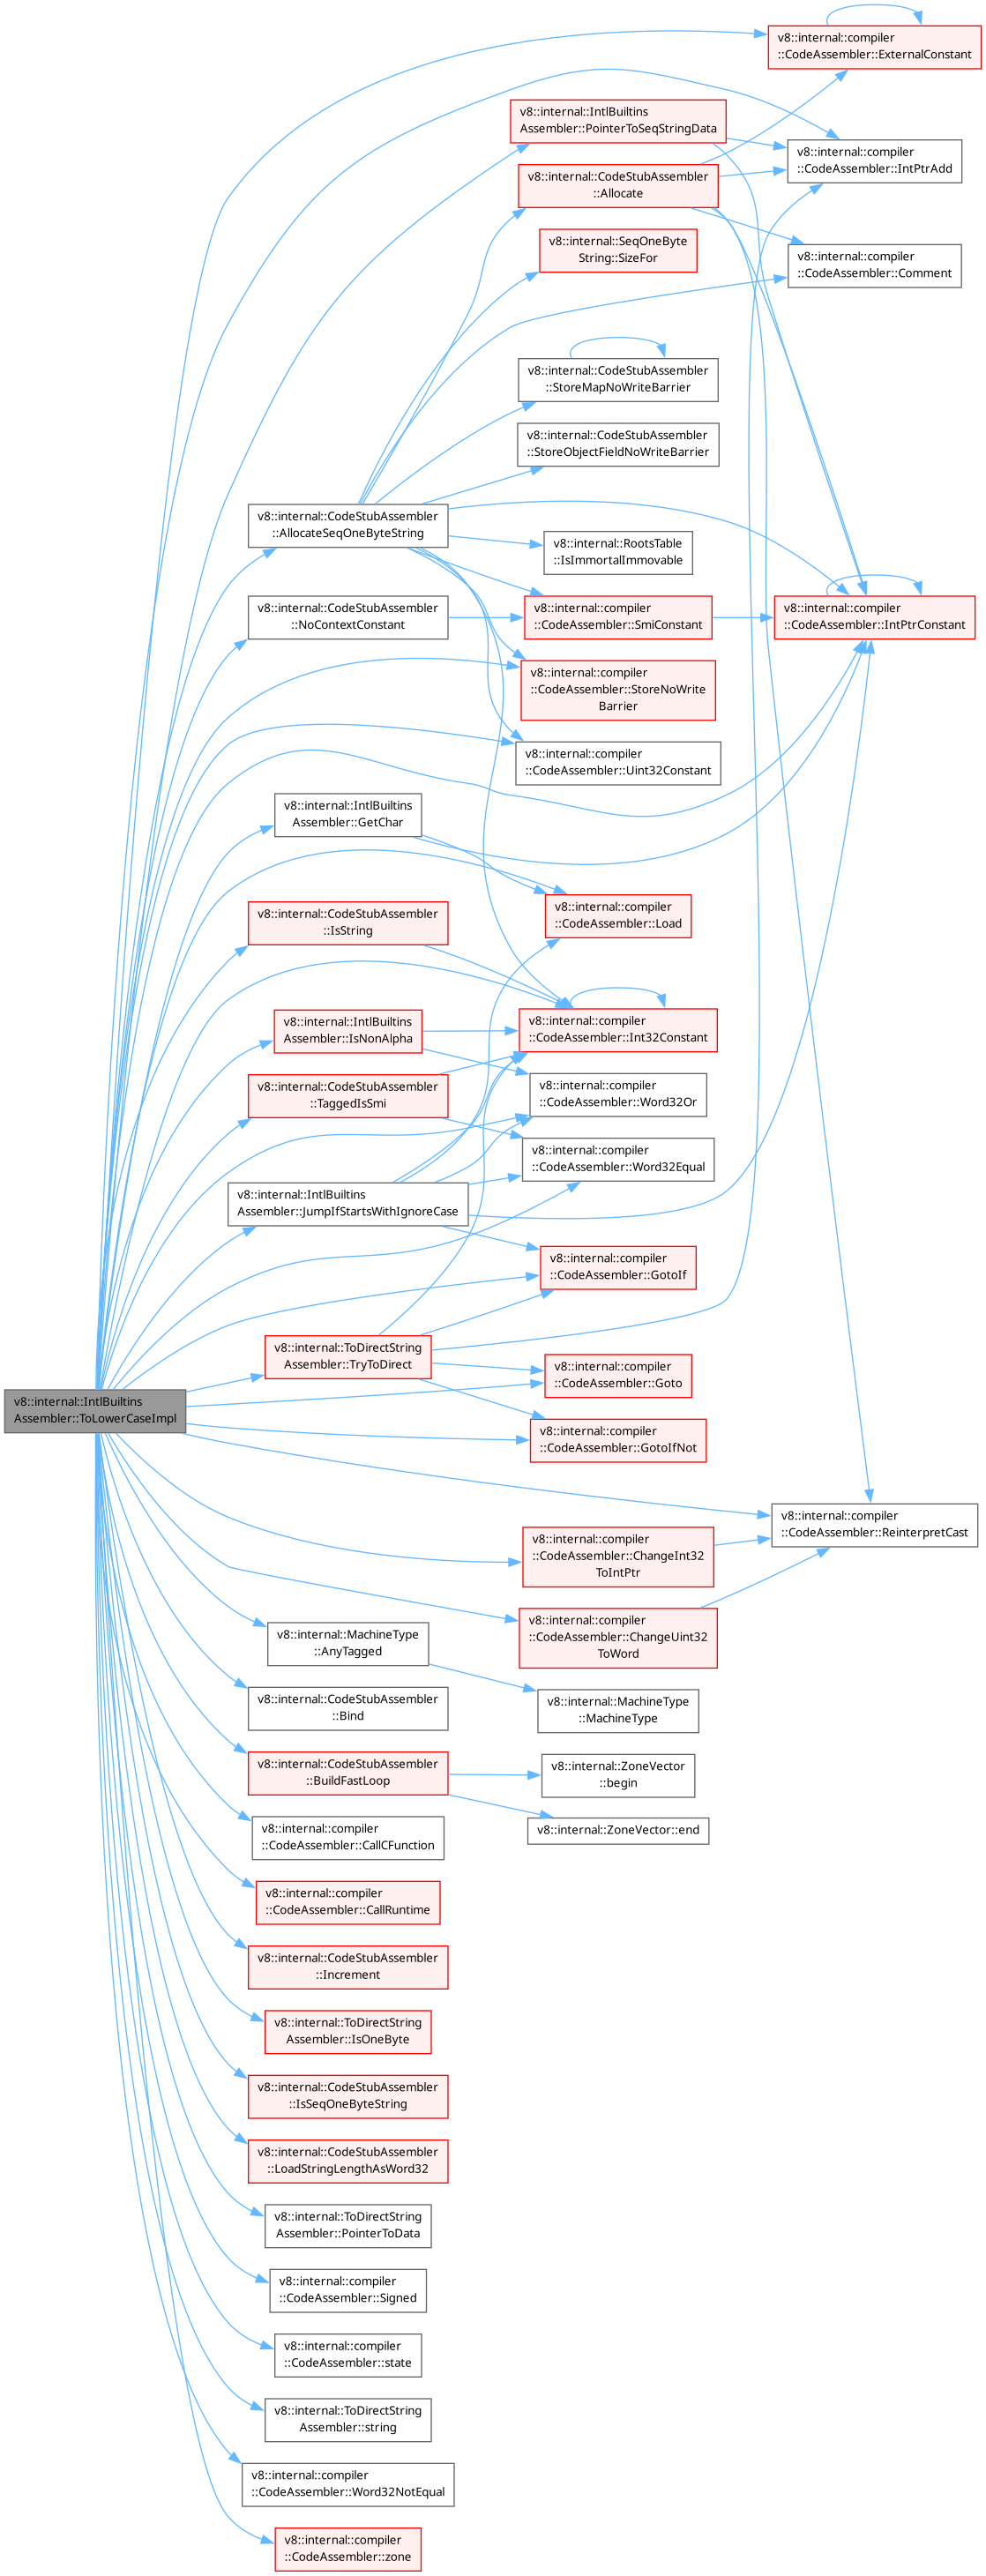 v8::internal::compiler
::CodeAssembler::ExternalConstant
v8::internal::IntlBuiltins
Assembler::PointerToSeqStringData
v8::internal::compiler
::CodeAssembler::IntPtrAdd
v8::internal::CodeStubAssembler
::Allocate
v8::internal::SeqOneByte
String::SizeFor
v8::internal::compiler
::CodeAssembler::Comment
v8::internal::CodeStubAssembler
::StoreMapNoWriteBarrier
v8::internal::CodeStubAssembler
::StoreObjectFieldNoWriteBarrier
v8::internal::CodeStubAssembler
::AllocateSeqOneByteString
v8::internal::RootsTable
::IsImmortalImmovable
v8::internal::CodeStubAssembler
::NoContextConstant
v8::internal::compiler
::CodeAssembler::SmiConstant
v8::internal::compiler
::CodeAssembler::IntPtrConstant
v8::internal::compiler
::CodeAssembler::StoreNoWrite
Barrier
v8::internal::compiler
::CodeAssembler::Uint32Constant
v8::internal::IntlBuiltins
Assembler::GetChar
v8::internal::CodeStubAssembler
::IsString
v8::internal::compiler
::CodeAssembler::Load
v8::internal::IntlBuiltins
Assembler::IsNonAlpha
v8::internal::compiler
::CodeAssembler::Int32Constant
v8::internal::CodeStubAssembler
::TaggedIsSmi
v8::internal::compiler
::CodeAssembler::Word32Or
v8::internal::compiler
::CodeAssembler::Word32Equal
v8::internal::IntlBuiltins
Assembler::JumpIfStartsWithIgnoreCase
v8::internal::compiler
::CodeAssembler::GotoIf
v8::internal::ToDirectString
Assembler::TryToDirect
v8::internal::compiler
::CodeAssembler::Goto
v8::internal::IntlBuiltins
Assembler::ToLowerCaseImpl
v8::internal::compiler
::CodeAssembler::GotoIfNot
v8::internal::compiler
::CodeAssembler::ReinterpretCast
v8::internal::compiler
::CodeAssembler::ChangeInt32
ToIntPtr
v8::internal::compiler
::CodeAssembler::ChangeUint32
ToWord
v8::internal::MachineType
::AnyTagged
v8::internal::MachineType
::MachineType
v8::internal::CodeStubAssembler
::Bind
v8::internal::CodeStubAssembler
::BuildFastLoop
v8::internal::ZoneVector
::begin
v8::internal::ZoneVector::end
v8::internal::compiler
::CodeAssembler::CallCFunction
v8::internal::compiler
::CodeAssembler::CallRuntime
v8::internal::CodeStubAssembler
::Increment
v8::internal::ToDirectString
Assembler::IsOneByte
v8::internal::CodeStubAssembler
::IsSeqOneByteString
v8::internal::CodeStubAssembler
::LoadStringLengthAsWord32
v8::internal::ToDirectString
Assembler::PointerToData
v8::internal::compiler
::CodeAssembler::Signed
v8::internal::compiler
::CodeAssembler::state
v8::internal::ToDirectString
Assembler::string
v8::internal::compiler
::CodeAssembler::Word32NotEqual
v8::internal::compiler
::CodeAssembler::zone